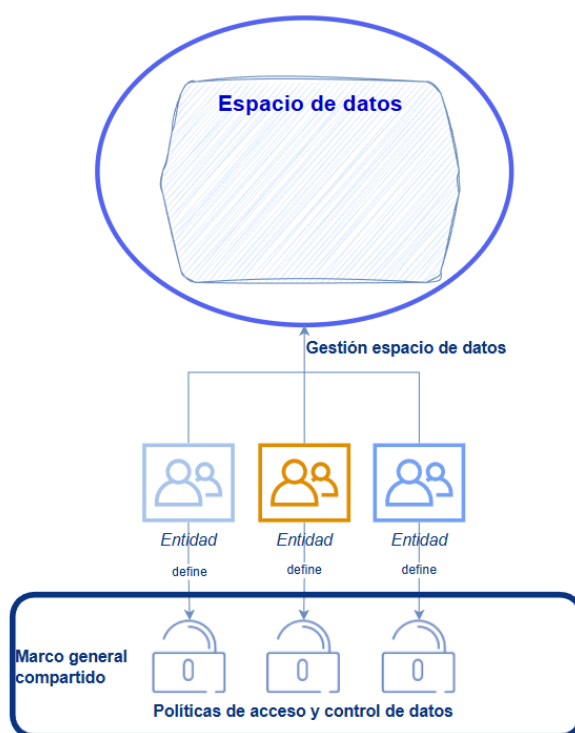 Espacio de datos
Gestión espacio de datos
Entidad
Entidad
Entidad
define
define
define
Marco general
compartido
Políticas de acceso y control de datos